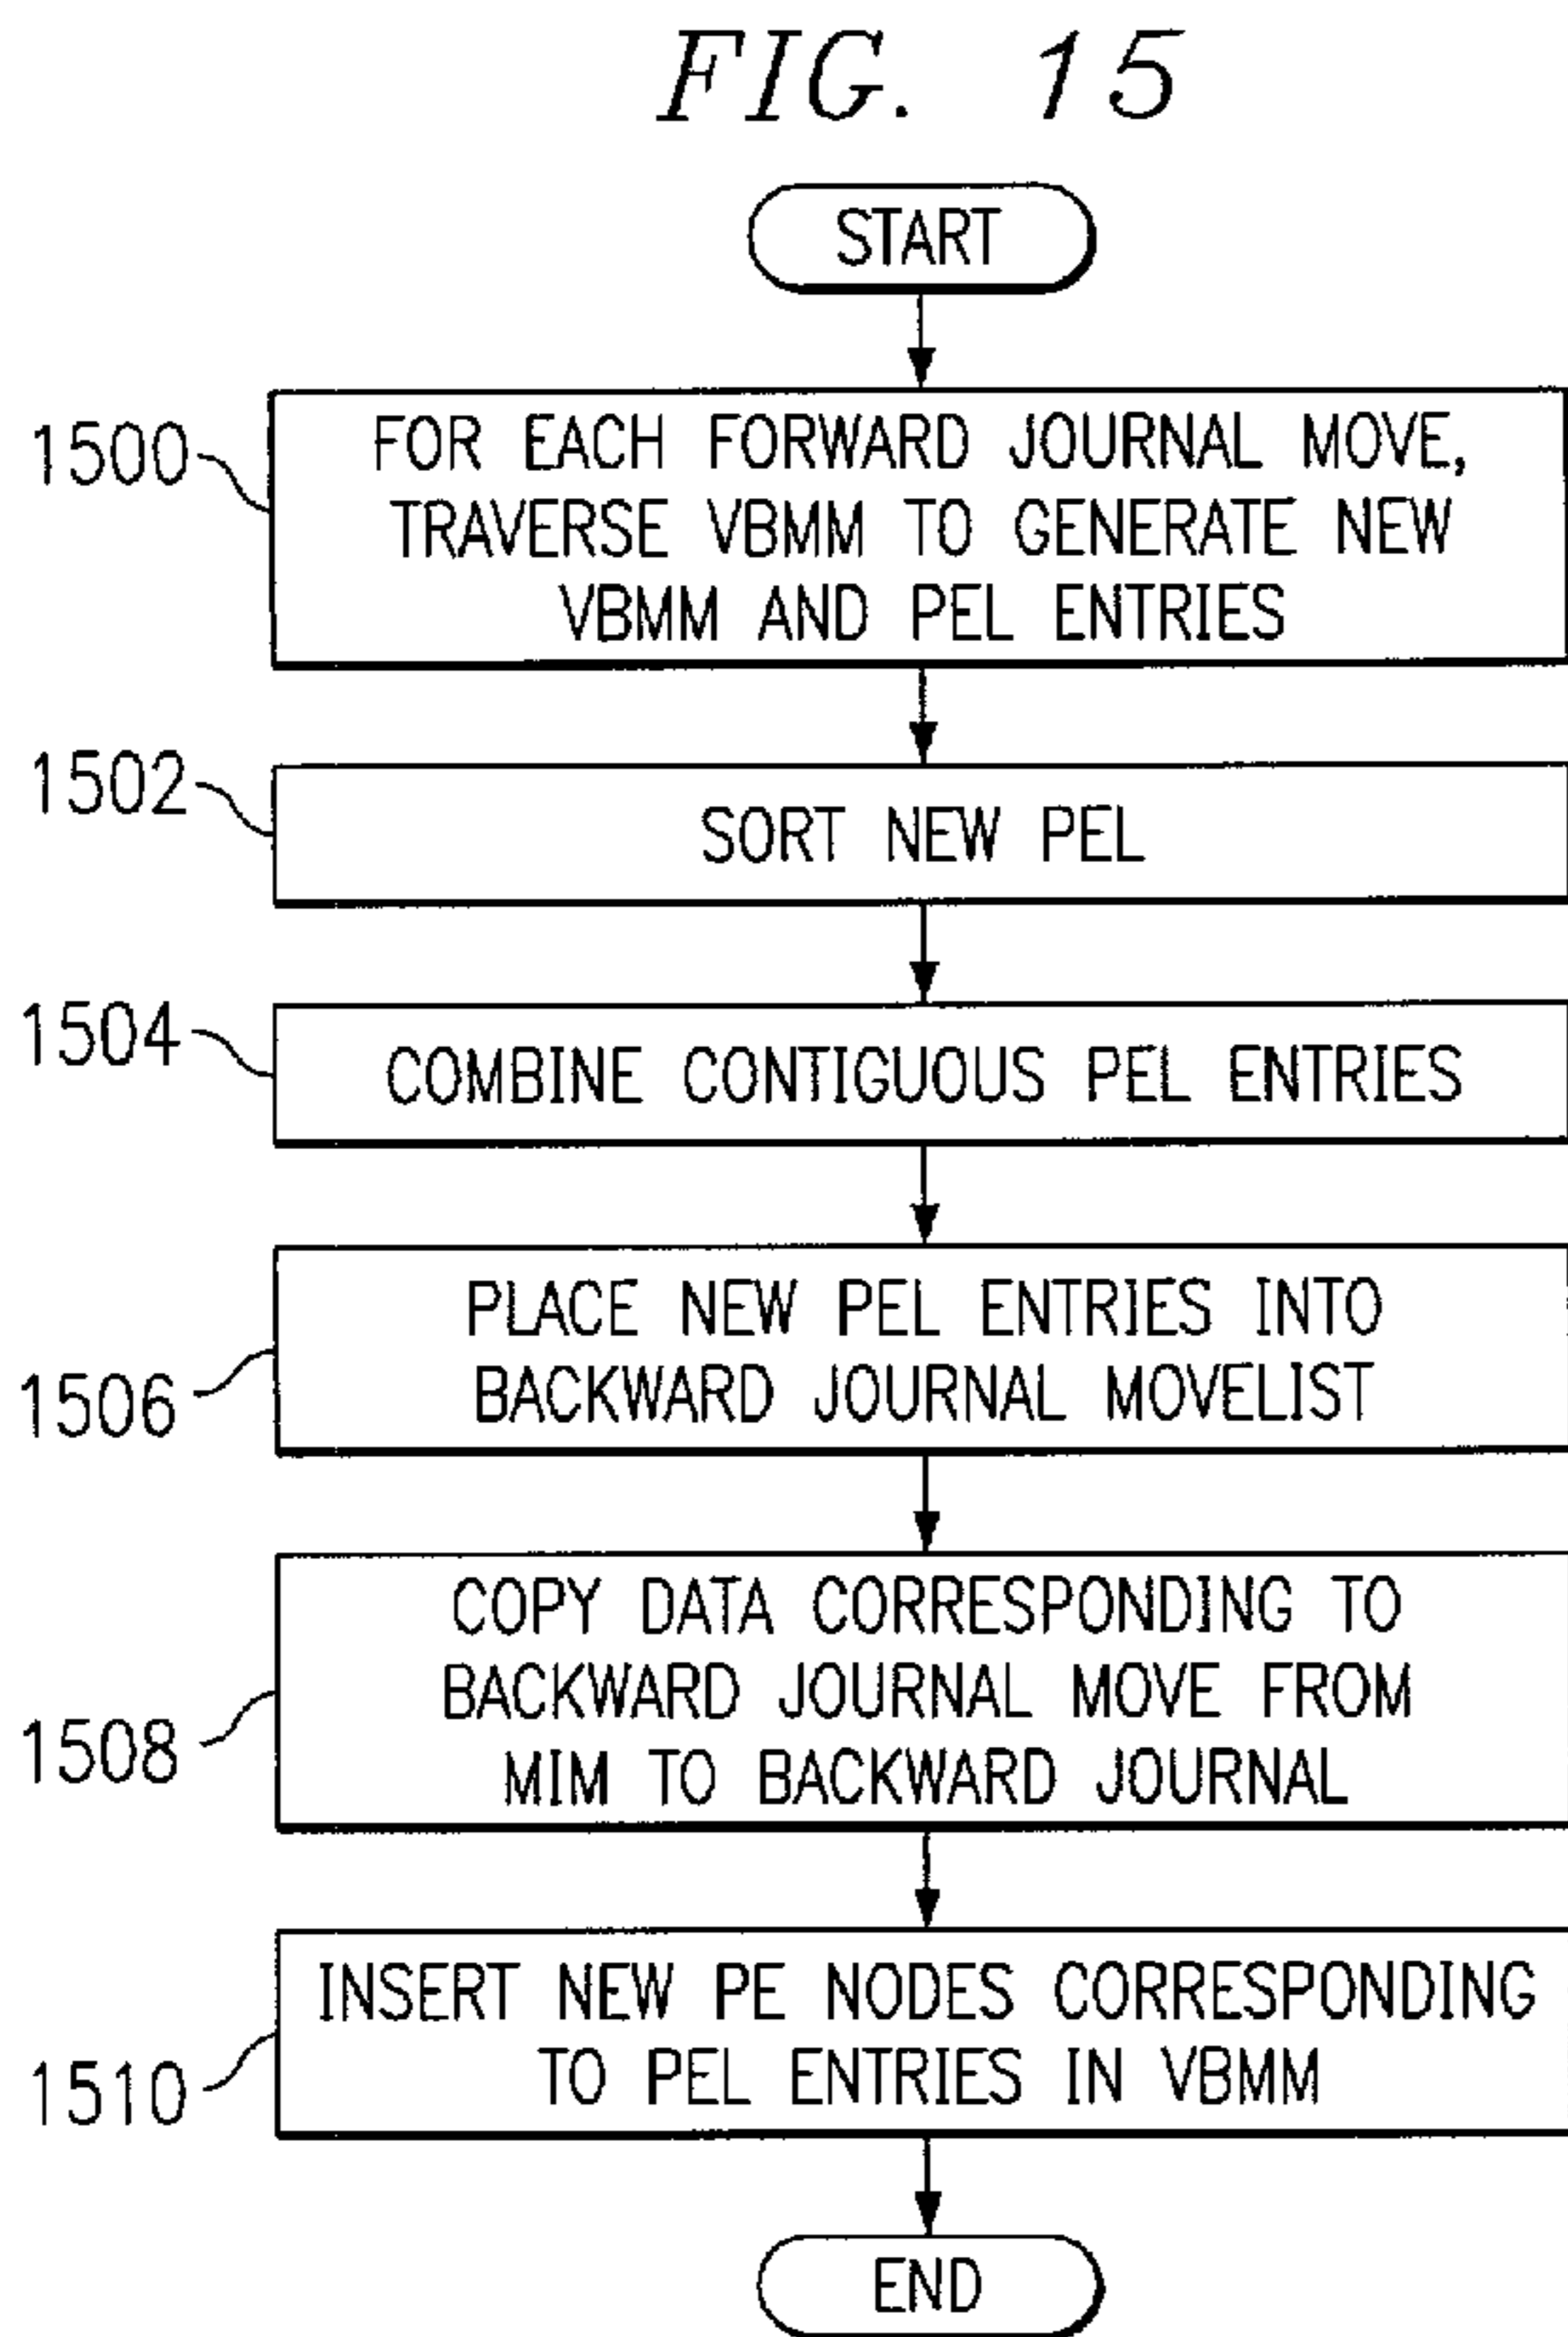 FIG. 15
START
1500
FOR EACH FORWARD JOURNAL MOVE,
TRAVERSE VBMM TO GENERATE NEW
VBMM AND PEL ENTRIES
1502
SORT NEW PEL
1504
COMBINE CONTIGUOUS PEL ENTRIES
1506
PLACE NEW PEL ENTRIES INTO
BACKWARD JOURNAL MOVELIST
1508
COPY DATA CORRESPONDING TO
BACKWARD JOURNAL MOVE FROM
MIM TO BACKWARD JOURNAL
1510
INSERT NEW PE NODES CORRESPONDING
TO PEL ENTRIES IN VBMM
END